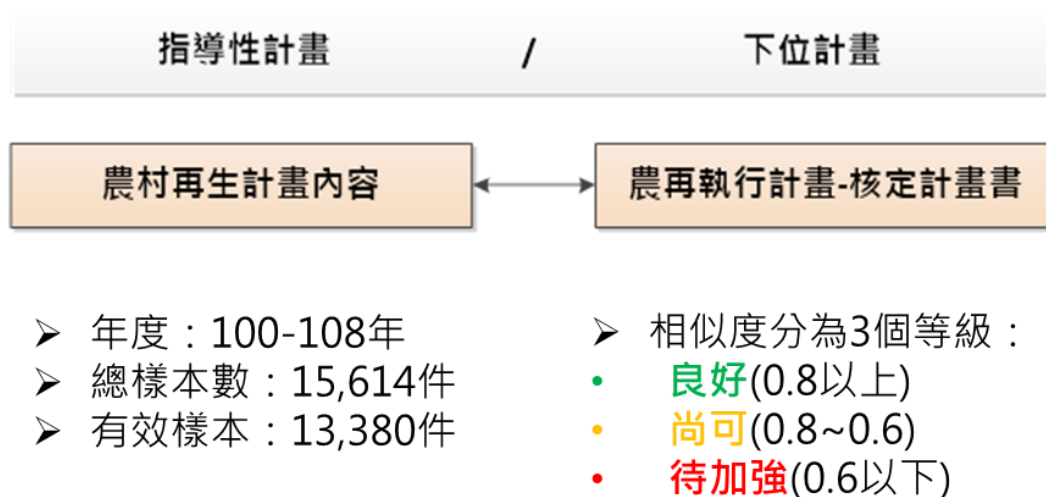 指導性計畫 / 下位計畫
農村再生計畫內容
農再執行計畫-核定計畫書
➢ 年度：100-108年
➢ 總樣本數：15,614件
➢ 有效樣本：13,380件
➢ 相似度分為3個等級：
• 良好(0.8以上)
• 尚可(0.8~0.6)
• 待加強(0.6以下)